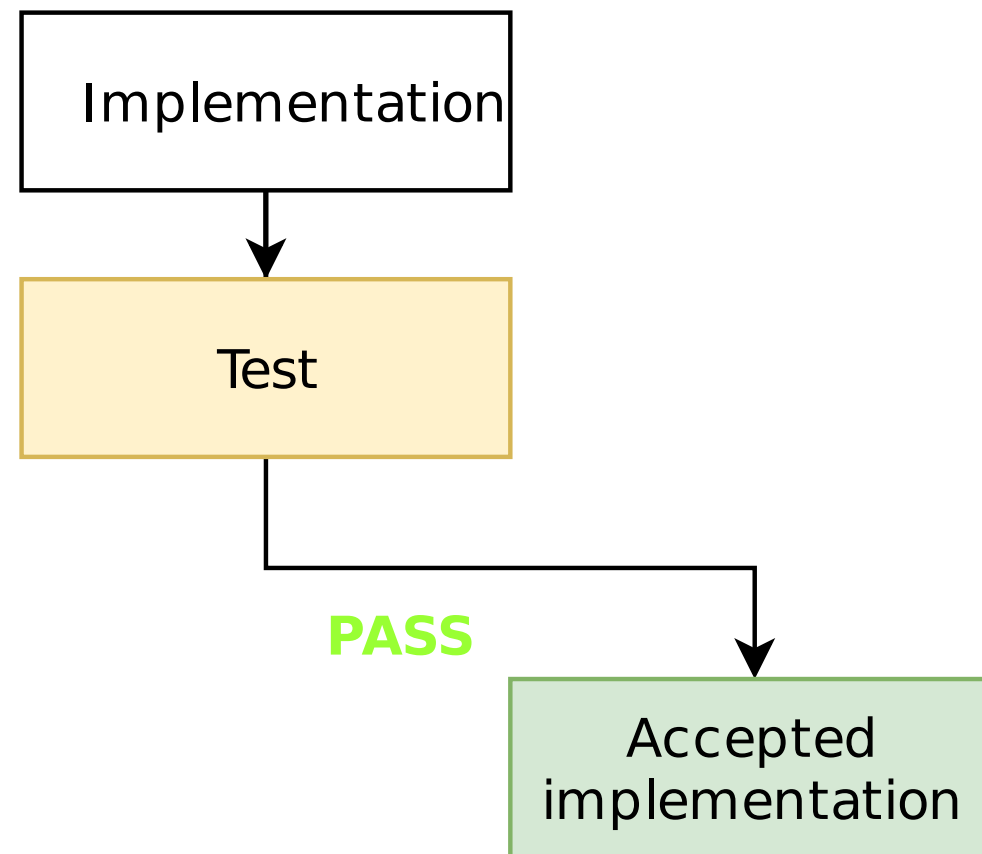 Implementation
Test
PASS
Accepted
implementation